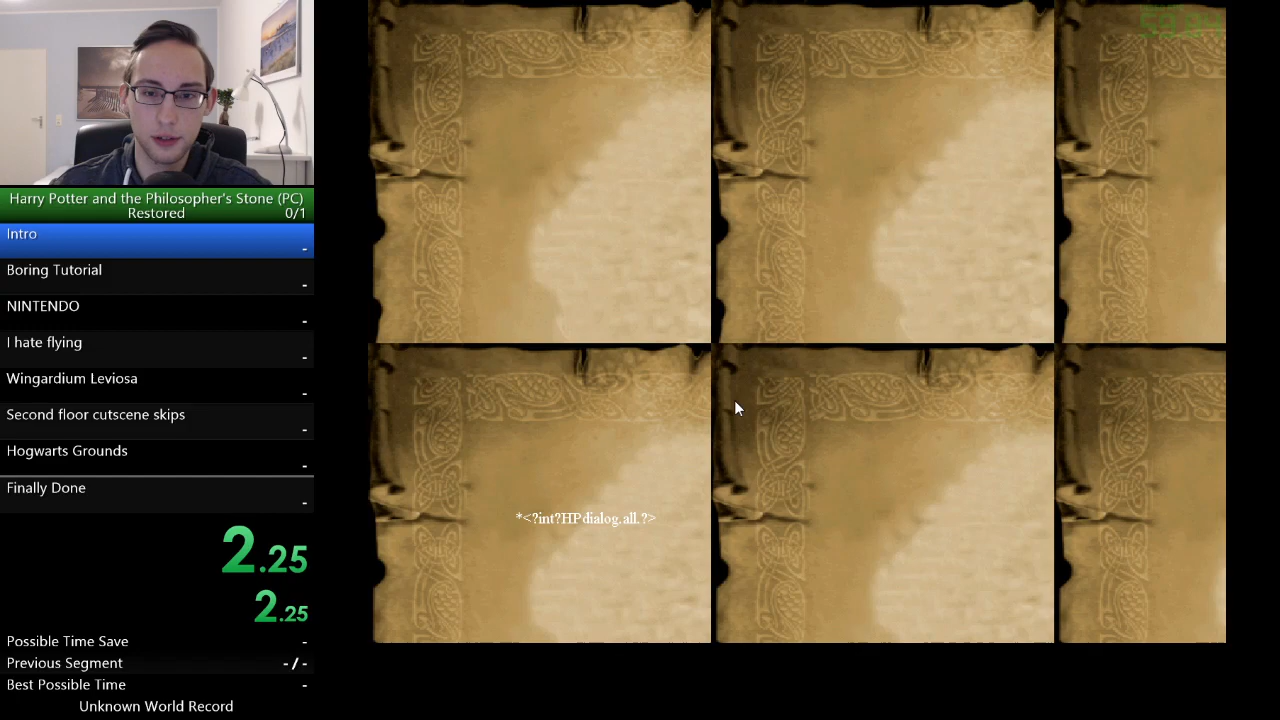 Harry Potter and the Philosopher's Stone (PC)
Restored 0/1
Intro
-
Boring Tutorial
-
NINTENDO
-
I hate flying
-
Wingardium Leviosa
-
Second floor cutscene skips
-
Hogwarts Grounds
-
Finally Done
-
2.25
2.25
Possible Time Save -
Previous Segment - / -
Best Possible Time -
Unknown World Record
*<?int?HPdialog.all.?>